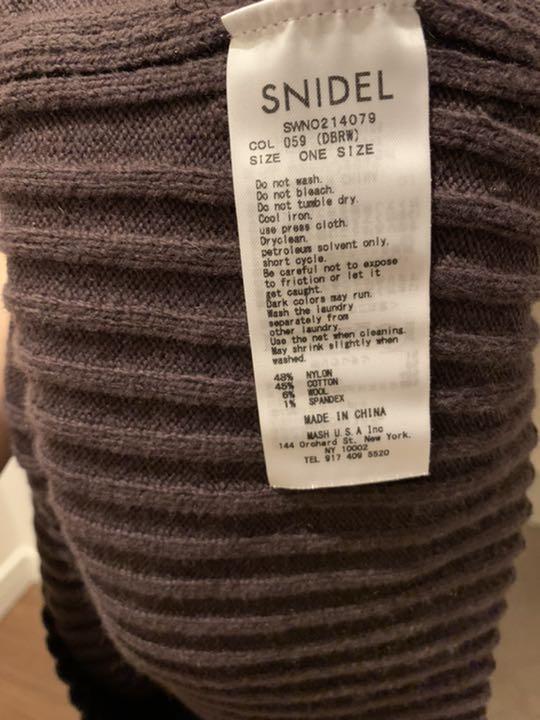 SNIDEL
SWNO214079
COL 059 (DBRW)
SIZE ONE SIZE
Do not wash.
Do not bleach.
Do not tumble dry.
Cool iron.
use press cloth.
Dryclean.
petroleum solvent only,
short cycle.
Be careful not to expose
to friction or let it
get caught.
Dark colors may run.
Wash the laundry
separately from
other laundry.
Use the net when cleaning.
May shrink slightly when
washed.
48% NYLON
45% COTTON
6% WOOL
1% SPANDEX
MADE IN CHINA
MASH U.S.A Inc
144 Orchard St. New York.
NY 10002
TEL 917 409 5520